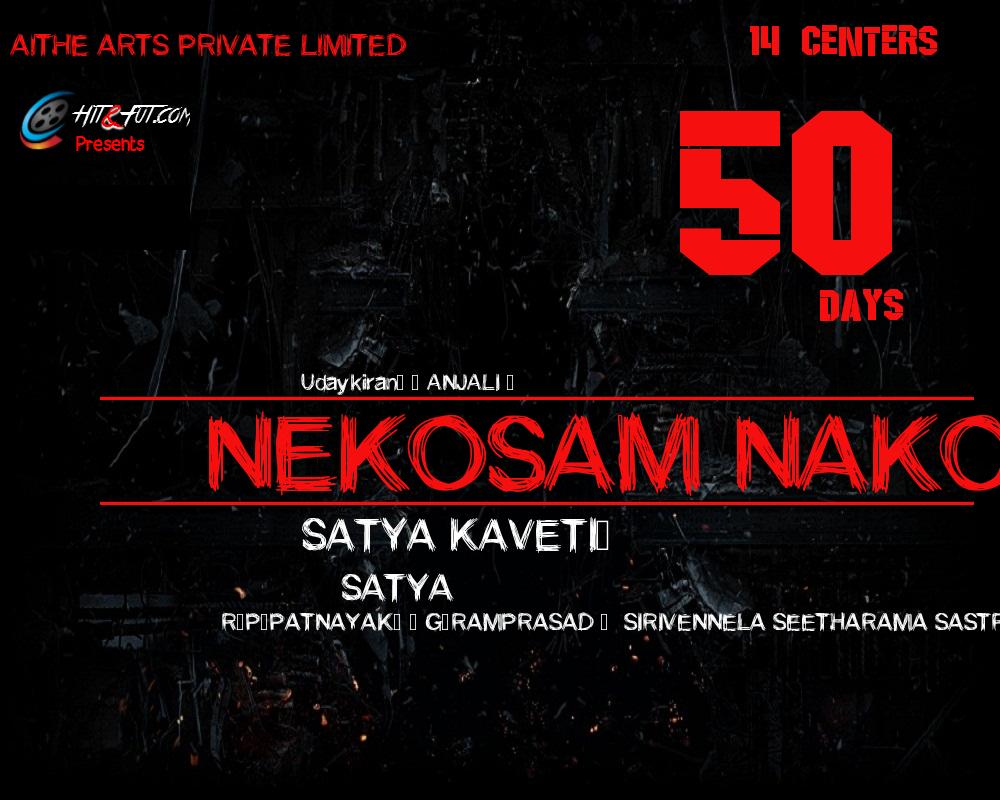 AITHE ARTS PRIVATE LIMITED
14 CENTERS
HIT&FUT.COM
Presents
50
DAYS
Udaykiran▯ ▯ ANJALI ▯
NEKOSAM NAKO
SATYA KAVETI▯
SATYA
R▯P▯PATNAYAK▯ ▯ G▯RAMPRASAD ▯ SIRIVENNELA SEETHARAMA SASTR